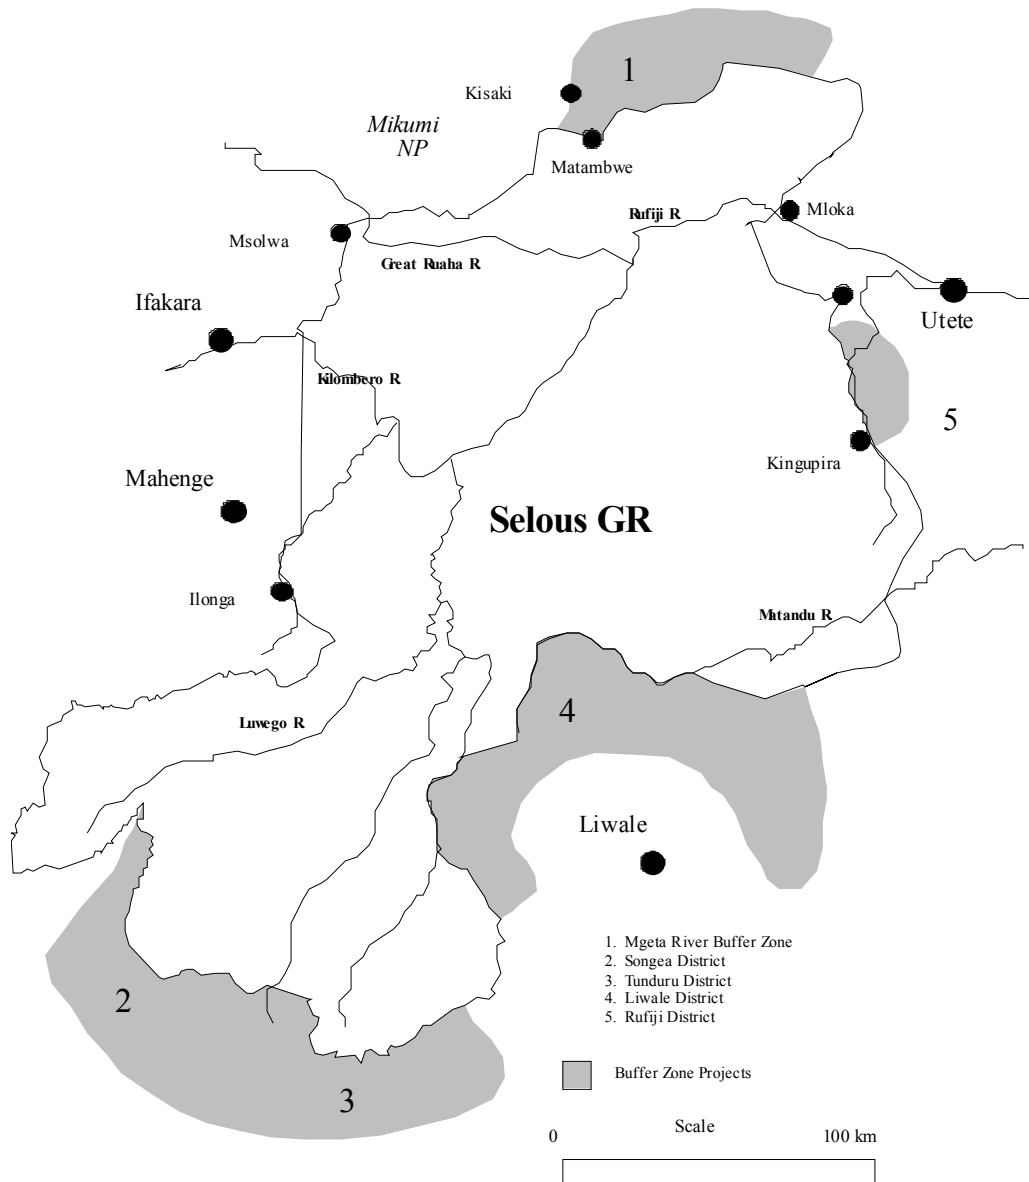 1
Kisaki
Mikumi
NP
Matambwe
Rufiji R
Mloka
Msolwa
Great Ruaha R.
Ifakara
Utete
Kilombero R.
5
Kingupira
Mahenge
Selous GR
Ilonga
Matandu R.
4
Luwego R.
Liwale
1. Mgeta River Buffer Zone
2. Songea District
3. Tunduru District
4. Liwale District
5. Rufiji District
2
Buffer Zone Projects
3
Scale
0 100 km